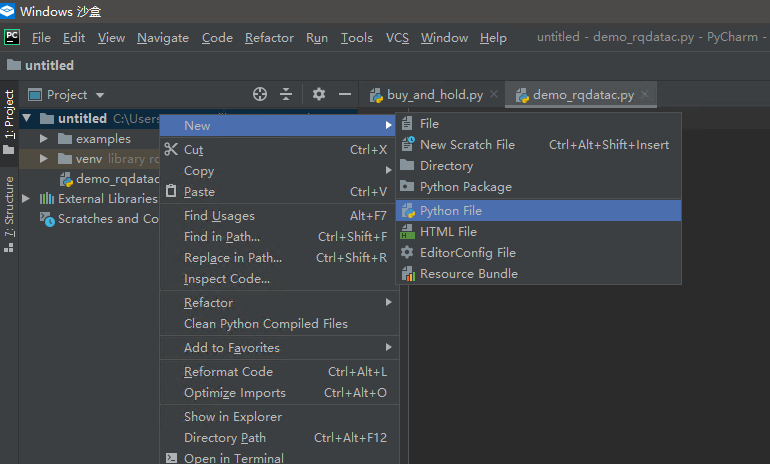 Windows 沙盒
PC File Edit View Navigate Code Refactor Run Tools VCS Window Help untitled - demo_rqdatac.py - PyCharm
untitled
1: Project
7: Structure
Project
buy_and_hold.py
demo_rqdatac.py
untitled C:\Users
examples
venv library
demo_rqdatac
External Libraries
Scratches and Co
New
Cut Ctrl+X
Copy
Paste Ctrl+V
Find Usages Alt+F7
Find in Path... Ctrl+Shift+F
Replace in Path... Ctrl+Shift+R
Inspect Code...
Refactor
Clean Python Compiled Files
Add to Favorites
Reformat Code Ctrl+Alt+L
Optimize Imports Ctrl+Alt+O
Show in Explorer
Directory Path Ctrl+Alt+F12
Open in Terminal
File
New Scratch File Ctrl+Alt+Shift+Insert
Directory
Python Package
Python File
HTML File
EditorConfig File
Resource Bundle